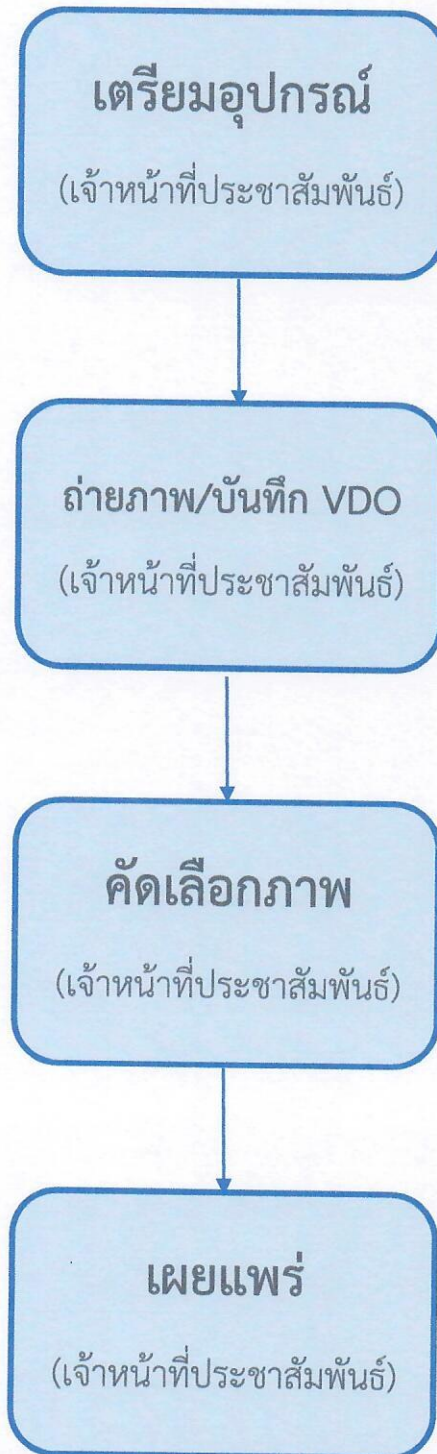 เตรียมอุปกรณ์
(เจ้าหน้าที่ประชาสัมพันธ์)
ถ่ายภาพ/บันทึก VDO
(เจ้าหน้าที่ประชาสัมพันธ์)
คัดเลือกภาพ
(เจ้าหน้าที่ประชาสัมพันธ์)
เผยแพร่
(เจ้าหน้าที่ประชาสัมพันธ์)